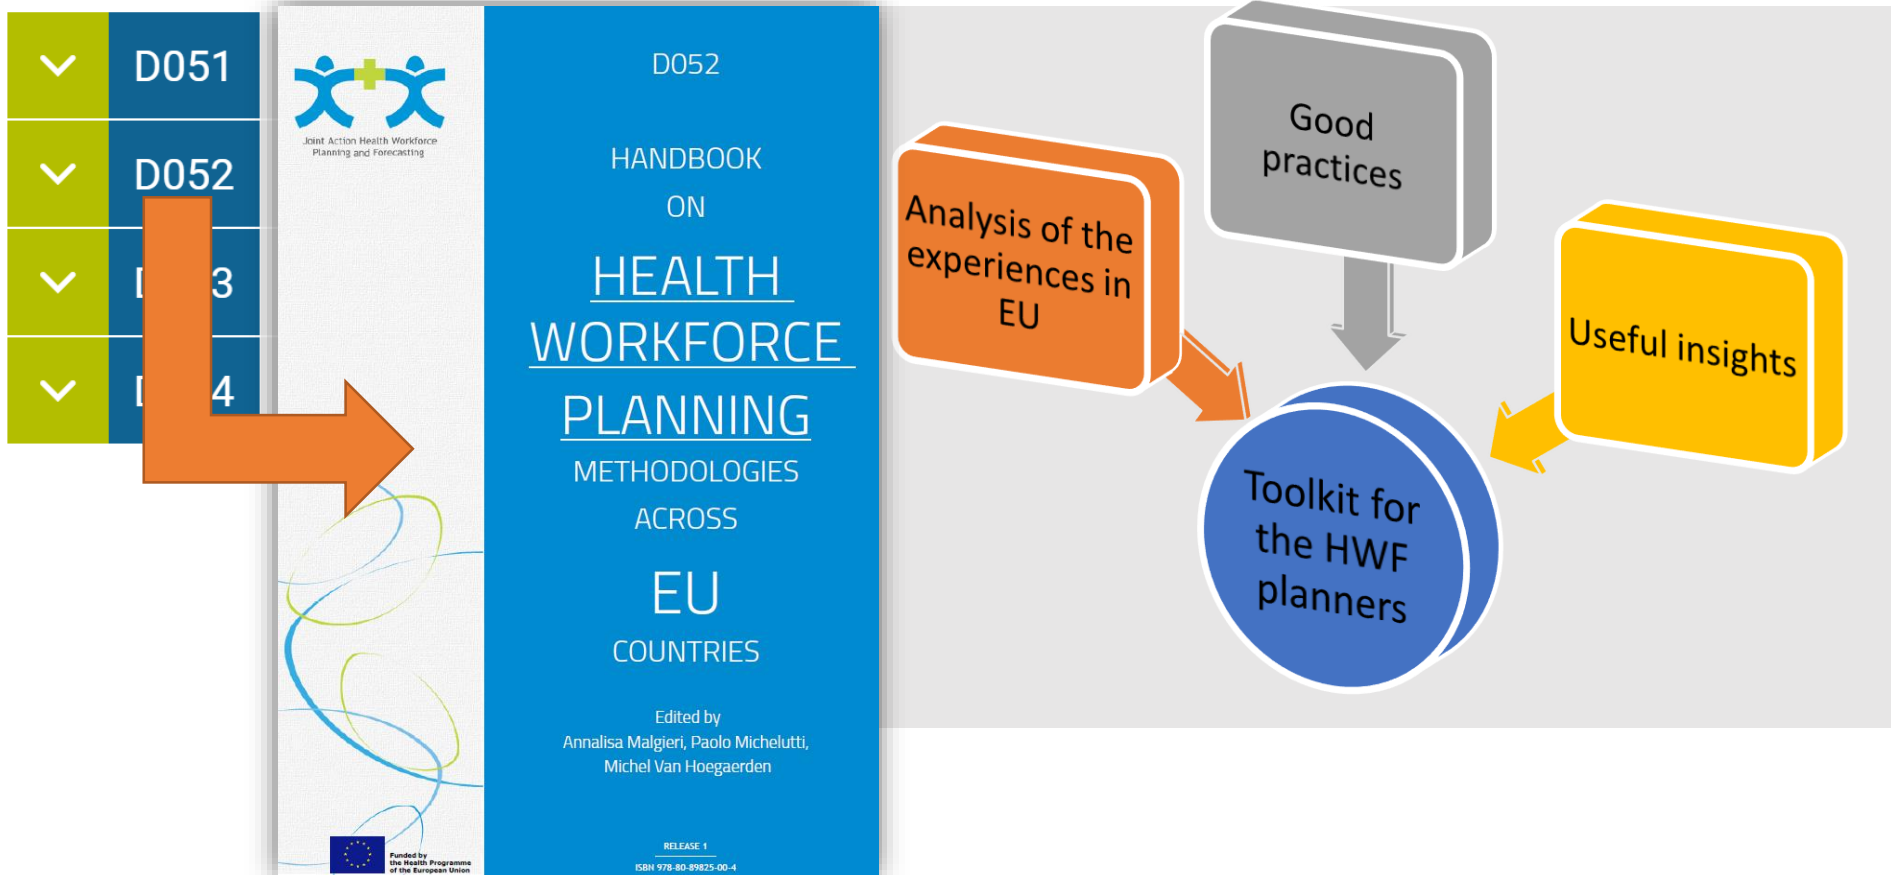 D051
D052
3
4
Joint Action Health Workforce
Planning and Forecasting
Funded by
the Health Programme
of the European Union
D052
HANDBOOK
ON
HEALTH
WORKFORCE
PLANNING
METHODOLOGIES
ACROSS
EU
COUNTRIES
Edited by
Annalisa Malgieri, Paolo Michelutti,
Michel Van Hoegaerden
RELEASE 1
ISBN 978-80-89825-00-4
Analysis of the
experiences in
EU
Good
practices
Useful insights
Toolkit for
the HWF
planners